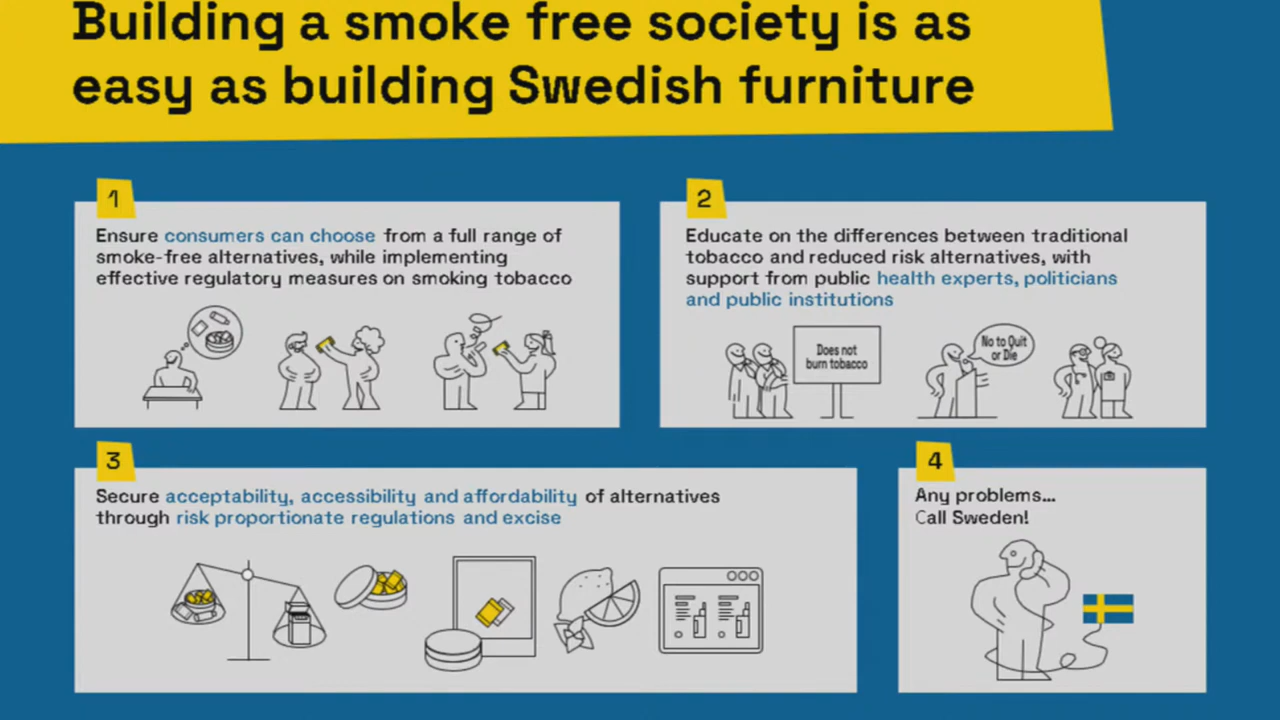 Building a smoke free society is as
easy as building Swedish furniture
1
Ensure consumers can choose from a full range of
smoke-free alternatives, while implementing
effective regulatory measures on smoking tobacco
2
Educate on the differences between traditional
tobacco and reduced risk alternatives, with
support from public health experts, politicians
and public institutions
Does not
burn tobacco
No to Quit
or Die
3
Secure acceptability, accessibility and affordability of alternatives
through risk proportionate regulations and excise
4
Any problems...
Call Sweden!